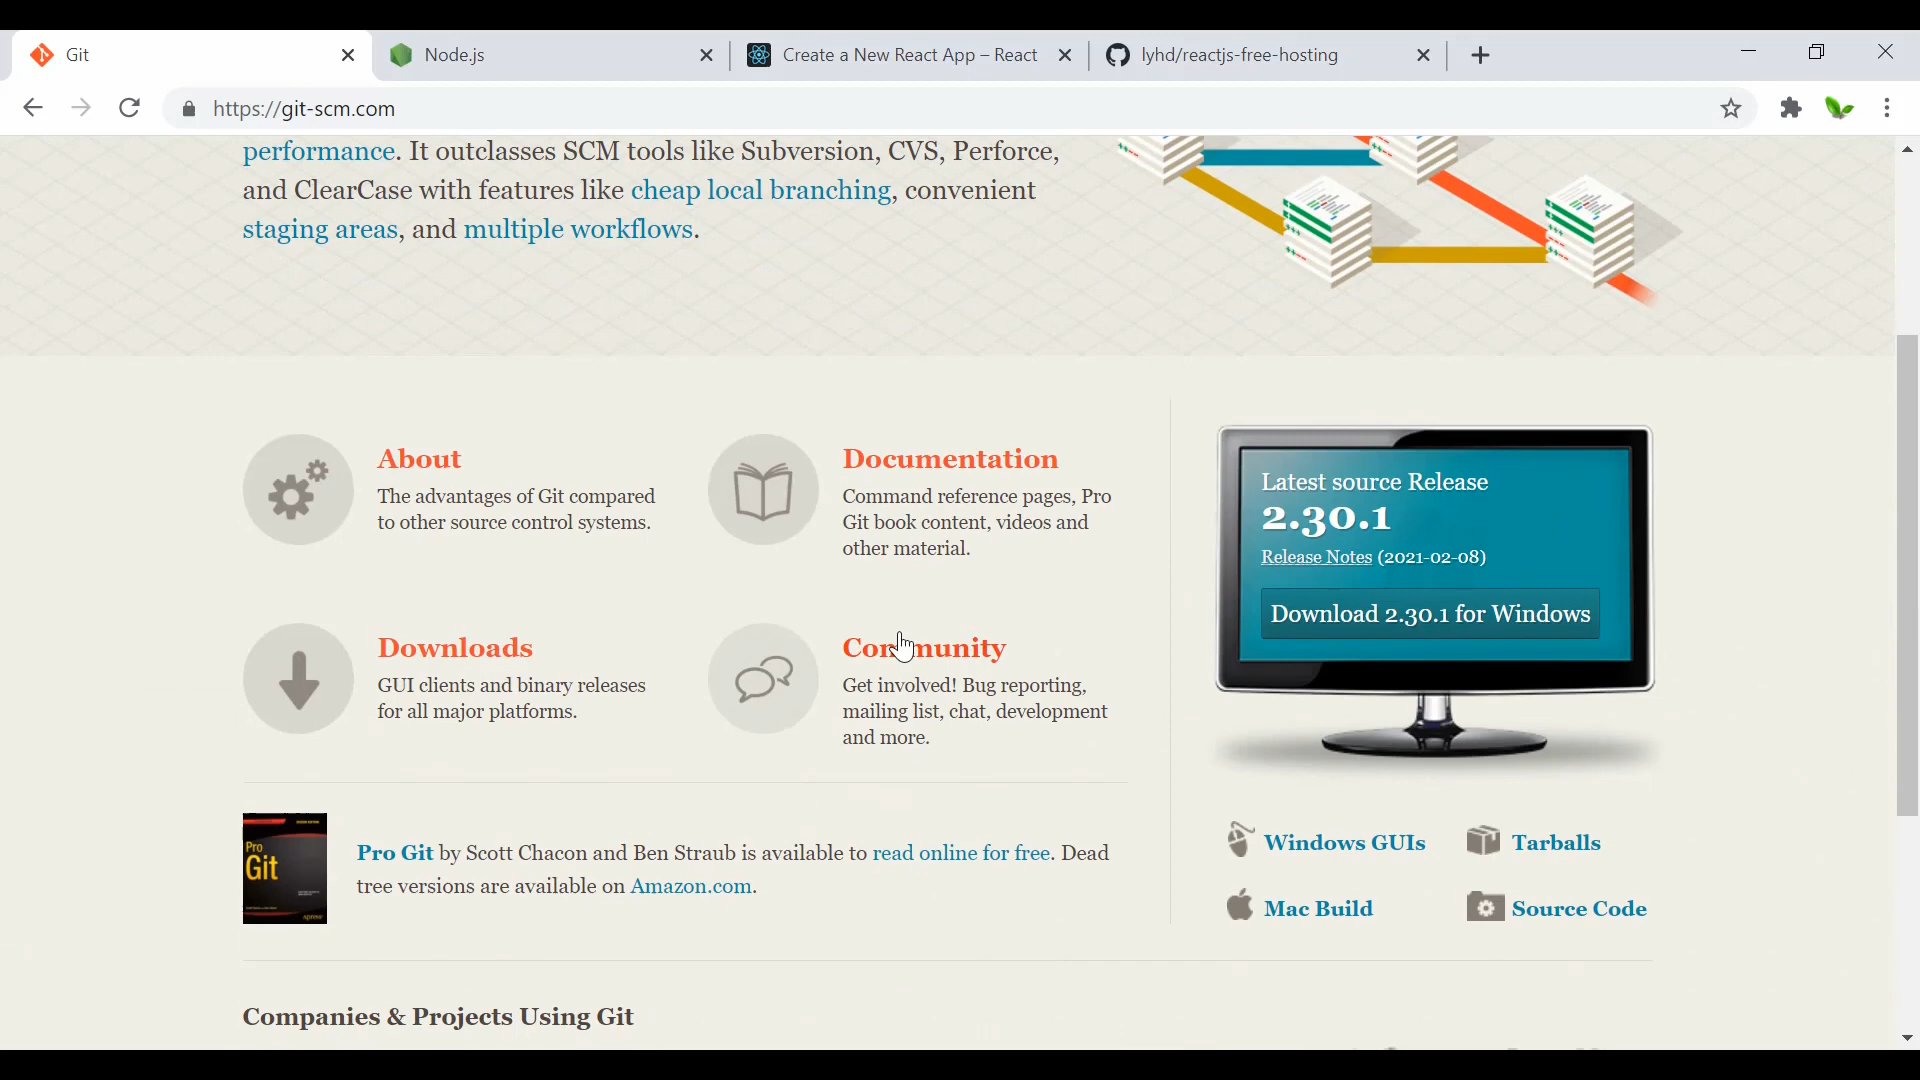 Git
Node.js
Create a New React App – React
lyhd/reactjs-free-hosting
https://git-scm.com
performance. It outclasses SCM tools like Subversion, CVS, Perforce,
and ClearCase with features like cheap local branching, convenient
staging areas, and multiple workflows.
About
The advantages of Git compared
to other source control systems.
Documentation
Command reference pages, Pro
Git book content, videos and
other material.
Downloads
GUI clients and binary releases
for all major platforms.
Community
Get involved! Bug reporting,
mailing list, chat, development
and more.
Latest source Release
2.30.1
Release Notes (2021-02-08)
Download 2.30.1 for Windows
Pro
Git
Pro Git by Scott Chacon and Ben Straub is available to read online for free. Dead
tree versions are available on Amazon.com.
Windows GUIs
Tarballs
Mac Build
Source Code
Companies & Projects Using Git